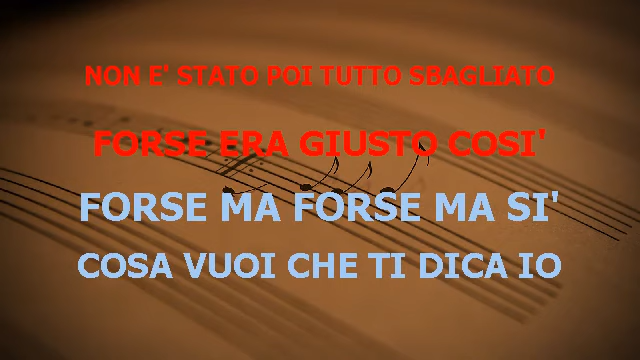 NON E' STATO POI TUTTO SBAGLIATO
FORSE ERA GIUSTO COSI'
FORSE MA FORSE MA SI'
COSA VUOI CHE TI DICA IO